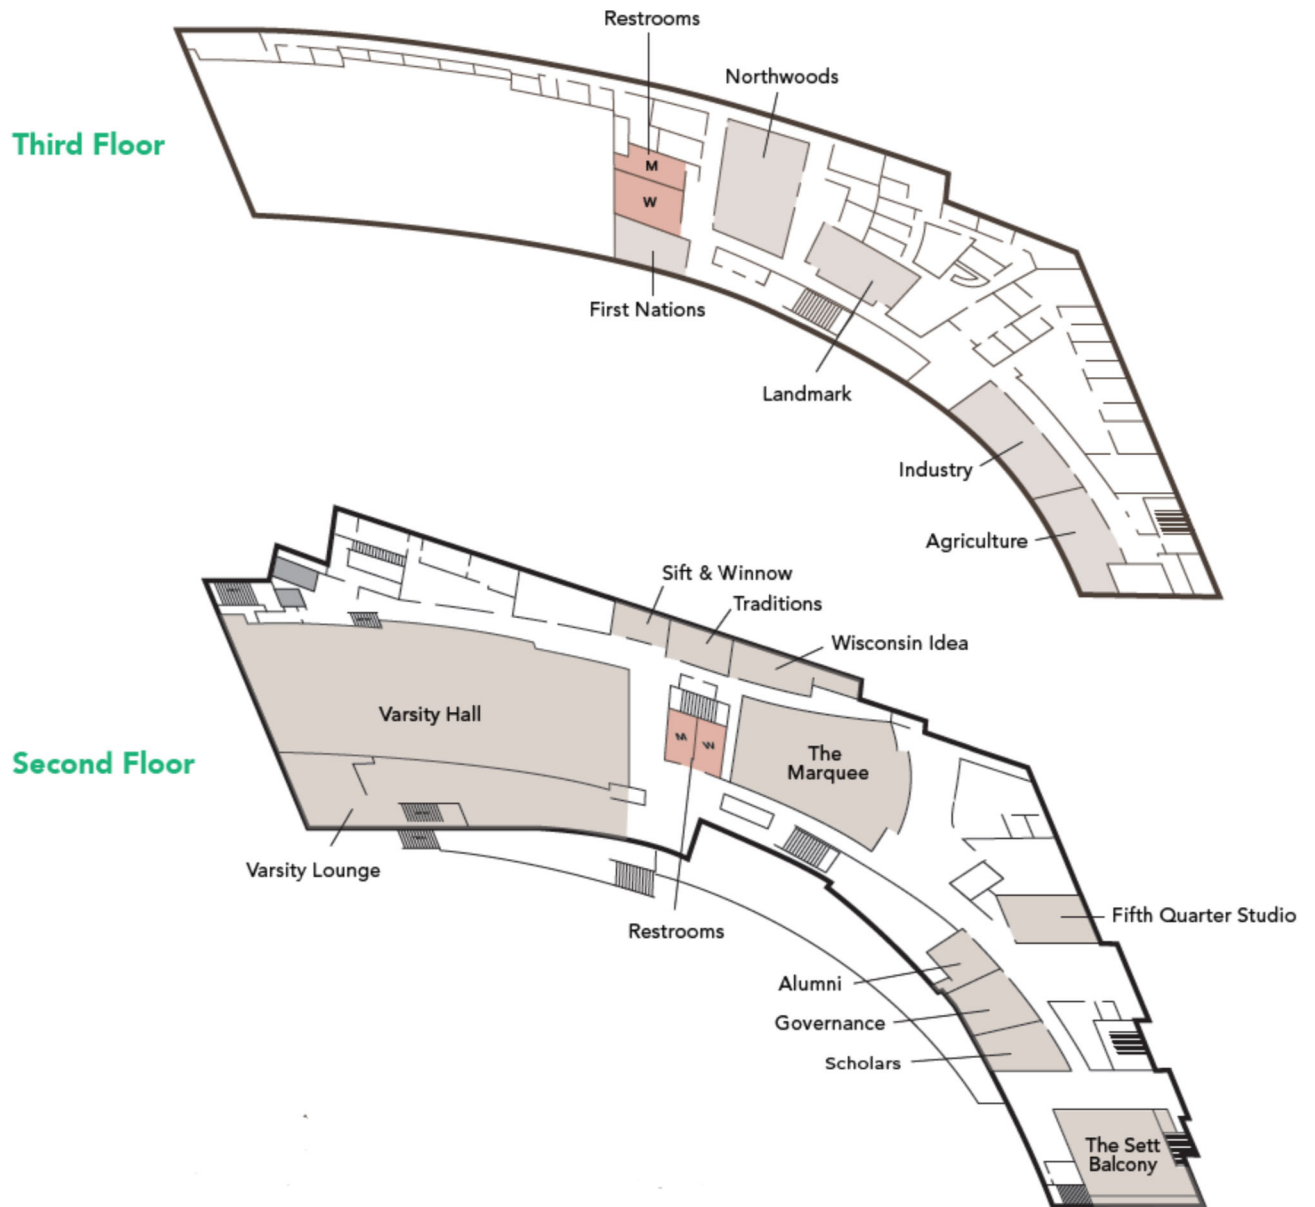 Restrooms
Northwoods
Third Floor
M
W
First Nations
Landmark
Industry
Agriculture
Sift & Winnow
Traditions
Wisconsin Idea
Varsity Hall
M
W
The
Marquee
Second Floor
Varsity Lounge
Fifth Quarter Studio
Restrooms
Alumni
Governance
Scholars
The Sett
Balcony